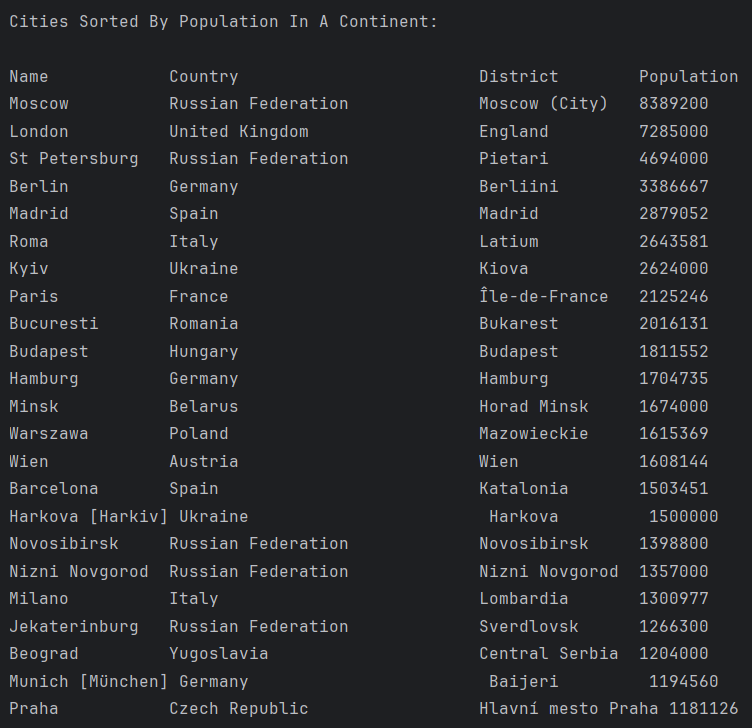 Cities Sorted By Population In A Continent:
Name Country District Population
Moscow Russian Federation Moscow (City) 8389200
London United Kingdom England 7285000
St Petersburg Russian Federation Pietari 4694000
Berlin Germany Berliini 3386667
Madrid Spain Madrid 2879052
Roma Italy Latium 2643581
Kyiv Ukraine Kiova 2624000
Paris France Île-de-France 2125246
Bucuresti Romania Bukarest 2016131
Budapest Hungary Budapest 1811552
Hamburg Germany Hamburg 1704735
Minsk Belarus Horad Minsk 1674000
Warszawa Poland Mazowieckie 1615369
Wien Austria Wien 1608144
Barcelona Spain Katalonia 1503451
Harkova [Harkiv] Ukraine Harkova 1500000
Novosibirsk Russian Federation Novosibirsk 1398800
Nizni Novgorod Russian Federation Nizni Novgorod 1357000
Milano Italy Lombardia 1300977
Jekaterinburg Russian Federation Sverdlovsk 1266300
Beograd Yugoslavia Central Serbia 1204000
Munich [München] Germany Baijeri 1194560
Praha Czech Republic Hlavní mesto Praha 1181126